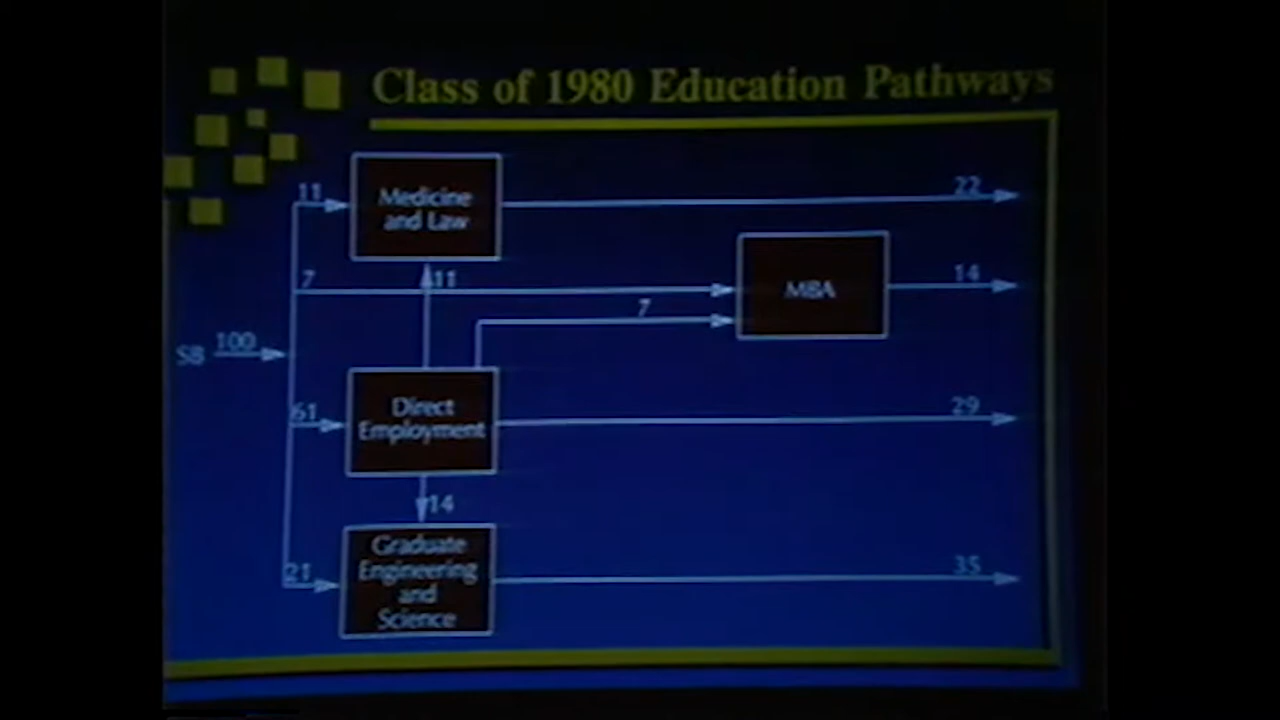 Class of 1980 Education Pathways
11
Medicine
and Law
22
7
11
MBA
14
7
SB
100
61
Direct
Employment
29
14
21
Graduate
Engineering
and
Science
35